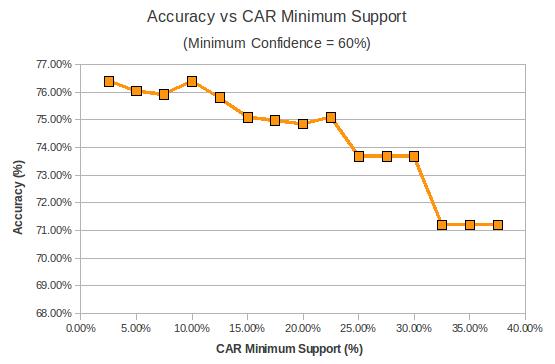 Accuracy vs CAR Minimum Support
(Minimum Confidence = 60%)
77.00%
76.00%
75.00%
74.00%
73.00%
72.00%
71.00%
70.00%
69.00%
68.00%
Accuracy (%)
0.00% 5.00% 10.00% 15.00% 20.00% 25.00% 30.00% 35.00% 40.00%
CAR Minimum Support (%)